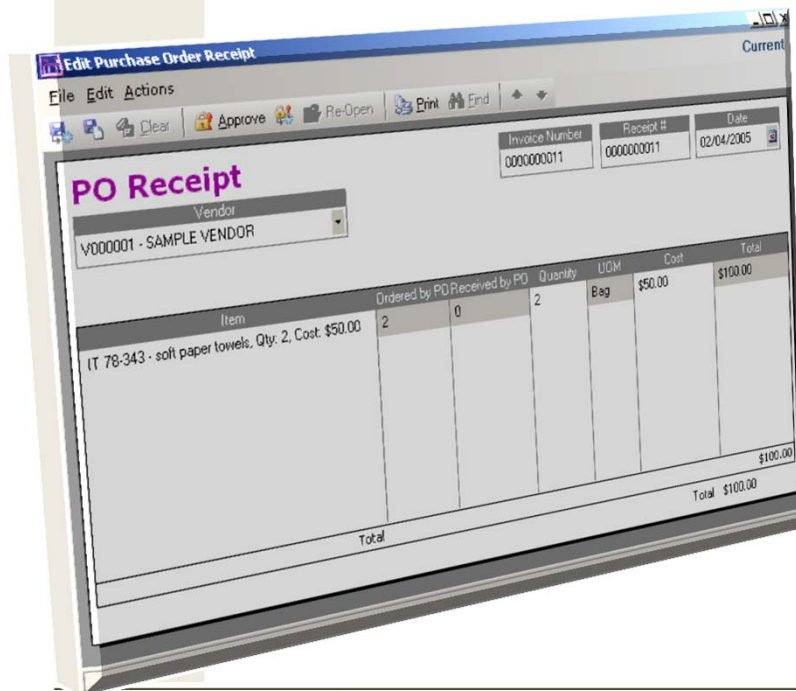 Edit Purchase Order Receipt
Current
File Edit Actions
Clear Approve Re-Open Print Find
Invoice Number Receipt # Date
0000000011 0000000011 02/04/2005
PO Receipt
Vendor
V000001 - SAMPLE VENDOR
Item Ordered by PO Received by PO Quantity UOM Cost Total
IT 78-343 - soft paper towels, Qty: 2, Cost: $50.00 2 0 2 Bag $50.00 $100.00
Total $100.00
Total $100.00